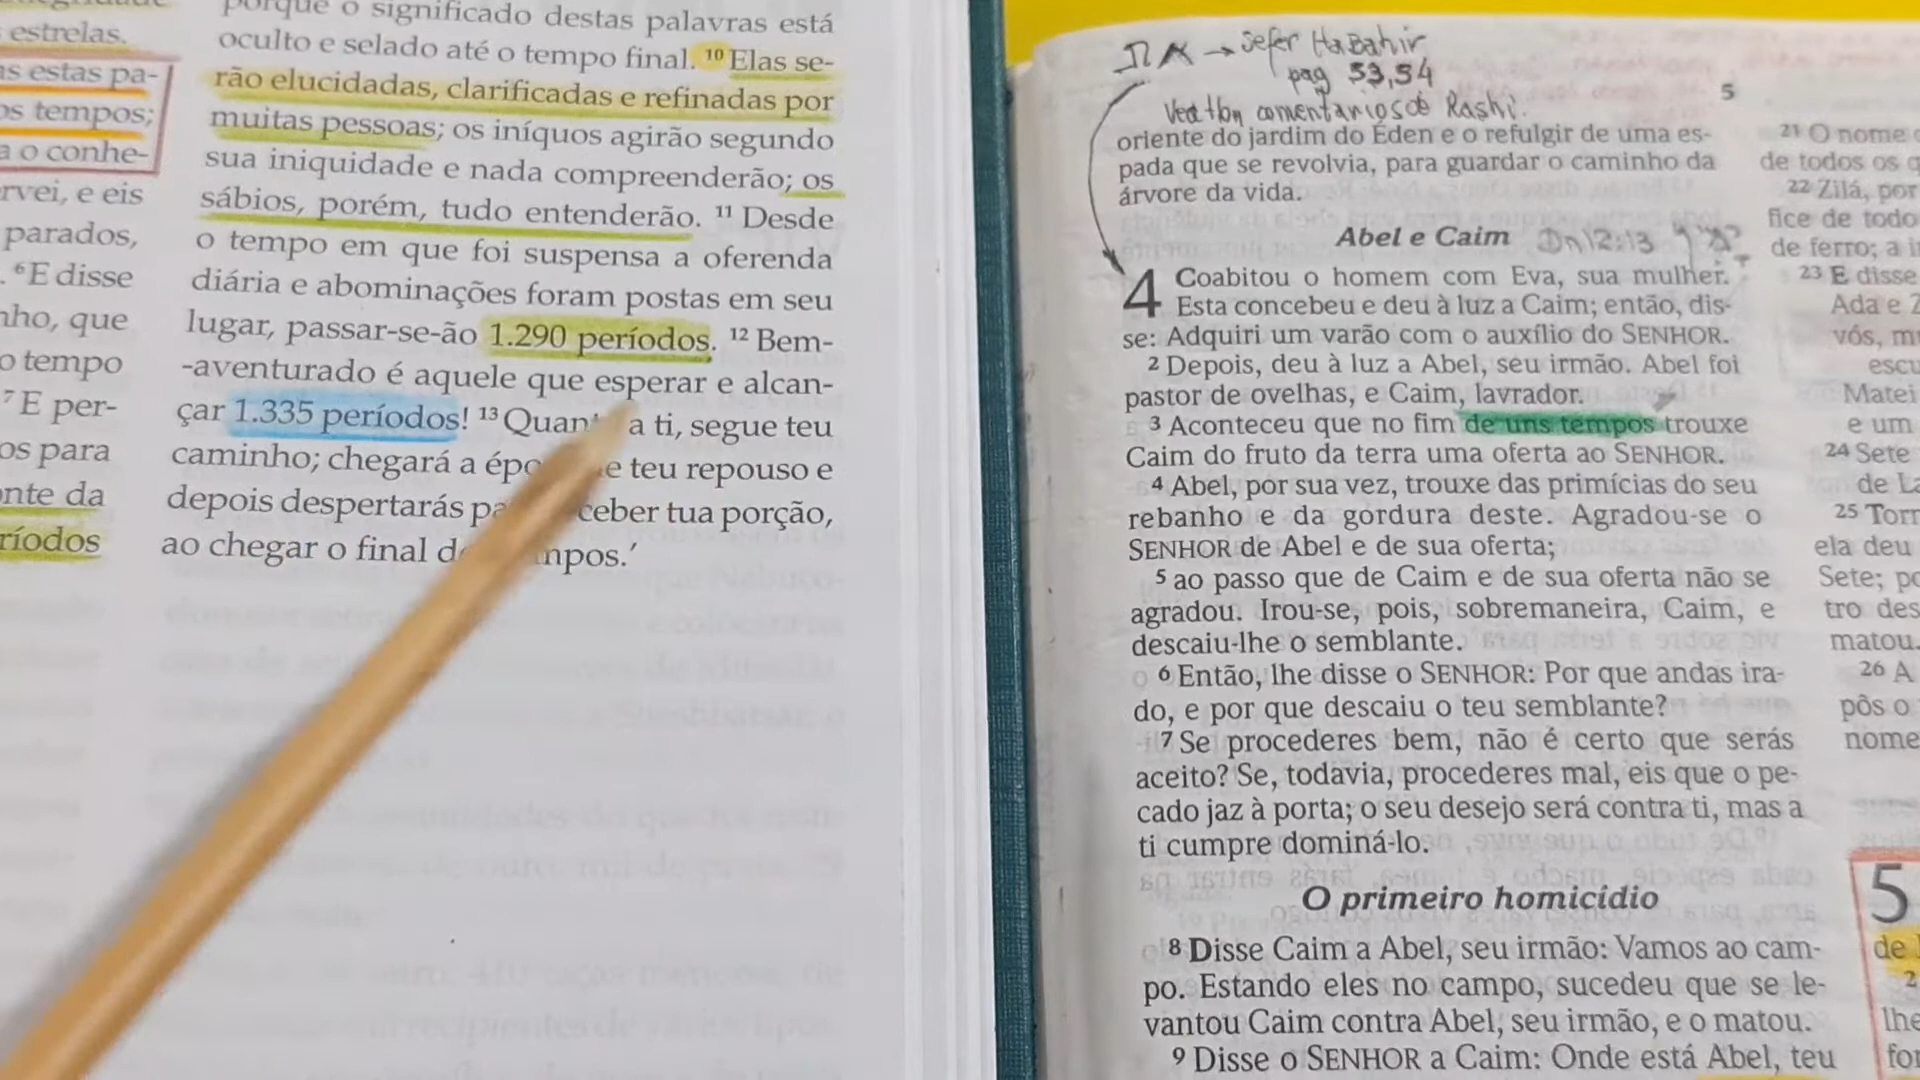 estrelas.
as estas pa-
os tempos;
a o conhe-
rvei, e eis
parados,
. ⁶E disse
nho, que
o tempo
⁷E per-
os para
onte da
ríodos
porque o significado destas palavras está
oculto e selado até o tempo final. ¹⁰Elas se-
rão elucidadas, clarificadas e refinadas por
muitas pessoas; os iníquos agirão segundo
sua iniquidade e nada compreenderão; os
sábios, porém, tudo entenderão. ¹¹Desde
o tempo em que foi suspensa a oferenda
diária e abominações foram postas em seu
lugar, passar-se-ão 1.290 períodos. ¹²Bem-
-aventurado é aquele que esperar e alcan-
çar 1.335 períodos! ¹³Quan a ti, segue teu
caminho; chegará a épo e teu repouso e
depois despertarás pa ceber tua porção,
ao chegar o final d mpos.’
→ Sefer HaBahir
pag 53,54
comentarios de Rashi.
5
oriente do jardim do Éden e o refulgir de uma es-
pada que se revolvia, para guardar o caminho da
árvore da vida.
Abel e Caim Dn 12:13
4 Coabitou o homem com Eva, sua mulher.
Esta concebeu e deu à luz a Caim; então, dis-
se: Adquiri um varão com o auxílio do SENHOR.
² Depois, deu à luz a Abel, seu irmão. Abel foi
pastor de ovelhas, e Caim, lavrador.
³ Aconteceu que no fim de uns tempos trouxe
Caim do fruto da terra uma oferta ao SENHOR.
⁴ Abel, por sua vez, trouxe das primícias do seu
rebanho e da gordura deste. Agradou-se o
SENHOR de Abel e de sua oferta;
⁵ ao passo que de Caim e de sua oferta não se
agradou. Irou-se, pois, sobremaneira, Caim, e
descaiu-lhe o semblante.
⁶ Então, lhe disse o SENHOR: Por que andas ira-
do, e por que descaiu o teu semblante?
⁷ Se procederes bem, não é certo que serás
aceito? Se, todavia, procederes mal, eis que o pe-
cado jaz à porta; o seu desejo será contra ti, mas a
ti cumpre dominá-lo.
O primeiro homicídio
⁸ Disse Caim a Abel, seu irmão: Vamos ao cam-
po. Estando eles no campo, sucedeu que se le-
vantou Caim contra Abel, seu irmão, e o matou.
⁹ Disse o SENHOR a Caim: Onde está Abel, teu
²¹ O nome
de todos os q
²² Zilá, por
fice de todo
de ferro; a i
²³ E disse
Ada e Z
vós, m
escu
Matei
e um
²⁴ Sete
de La
²⁵ Torn
ela deu
Sete; po
tro des
matou.
²⁶ A
pôs o
nome
5
de
2
lhe
for